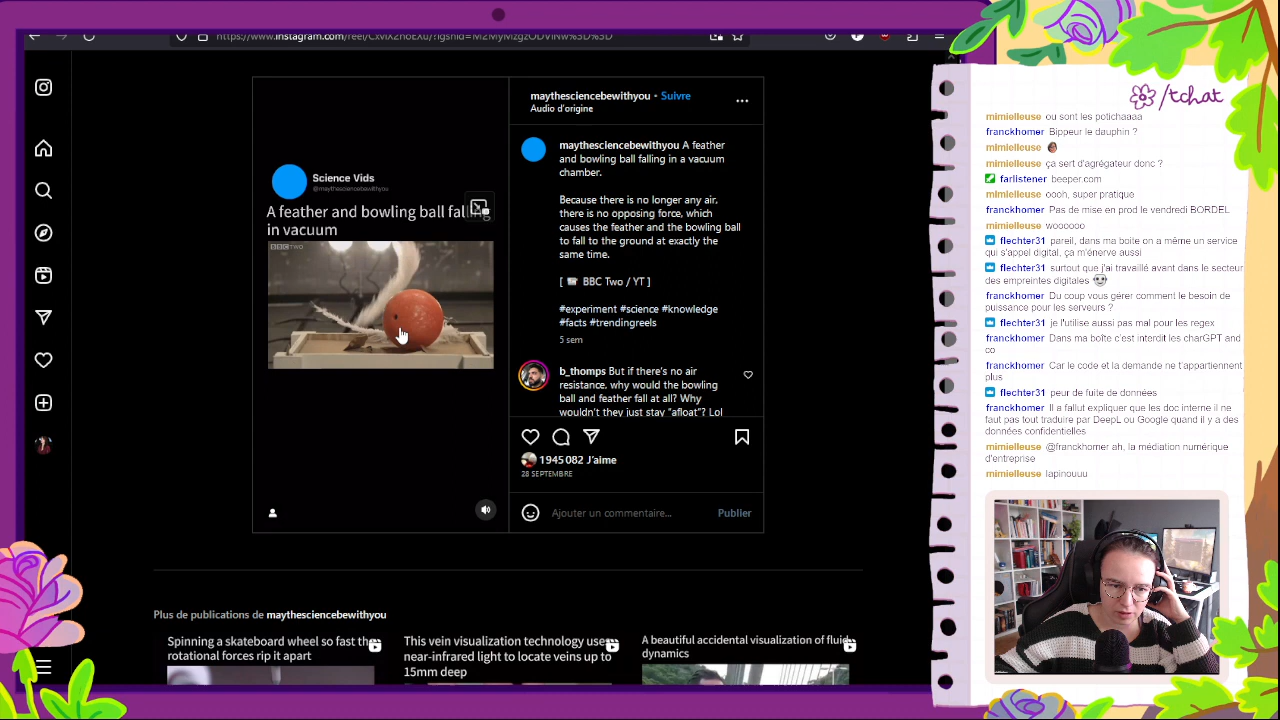 maythesciencebewithyou • Suivre
Audio d'origine
maythesciencebewithyou A feather
and bowling ball falling in a vacuum
chamber.
Because there is no longer any air,
there is no opposing force, which
causes the feather and the bowling ball
to fall to the ground at exactly the
same time.
[ BBC Two / YT ]
#experiment #science #knowledge
#facts #trendingreels
5 sem
b_thomps But if there's no air
resistance, why would the bowling
ball and feather fall at all? Why
wouldn't they just stay "afloat"? Lol
1 945 082 J'aime
28 SEPTEMBRE
Ajouter un commentaire...
Publier
Science Vids
@maythesciencebewithyou
A feather and bowling ball
in vacuum
BBC TWO
Plus de publications de maythesciencebewithyou
Spinning a skateboard wheel so fast
rotational forces rip it apart
This vein visualization technology uses
near-infrared light to locate veins up to
15mm deep
A beautiful accidental visualization of fluid
dynamics
/tchat
mimielleuse ou sont les potichaaaa
franckhomer Bippeur le dauphin ?
mimielleuse
mimielleuse ça sert d'agrégateur donc ?
farlistener beeper.com
mimielleuse oooh, super pratique
franckhomer Pas de mise en prod le vendredi BORDEL
mimielleuse woooooo
flechter31 pareil, dans ma boite on a même un service
qui s'appel digital, ça m'énerve aussi
flechter31 surtout que j'ai travaillé avant dans le secteur
des empreintes digitales
franckhomer Du coup vous gérer comment le besoin de
puissance pour les serveurs ?
flechter31 je l'utilise aussi pas mal pour les regex
franckhomer Dans ma boîte c'est interdit les charGPT and
co
franckhomer Car le code et la demande ne t'appartiennent
plus
flechter31 peur de fuite de données
franckhomer Il a fallut expliquer que les doc interne il ne
faut pas tout traduire par DeepL ou Google quand il y a des
données confidentielles
mimielleuse @franckhomer ah, la médiation numérique
d'entreprise
mimielleuse lapinouuu